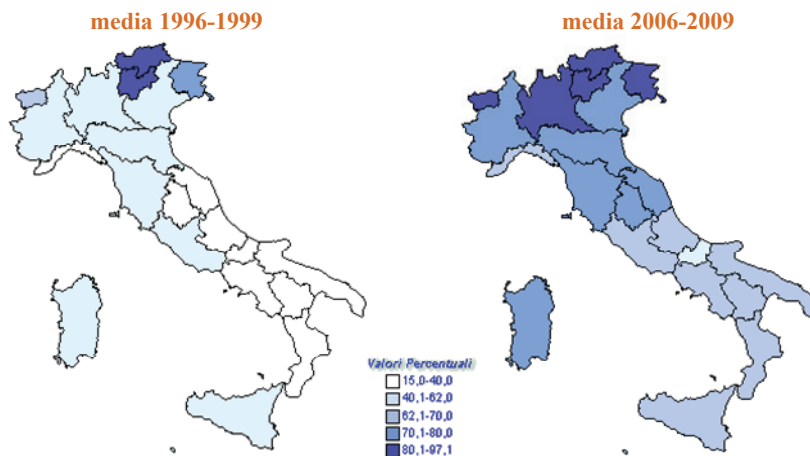 media 1996-1999
media 2006-2009
Valori Percentuali
15,0-40,0
40,1-62,0
62,1-70,0
70,1-80,0
80,1-97,1